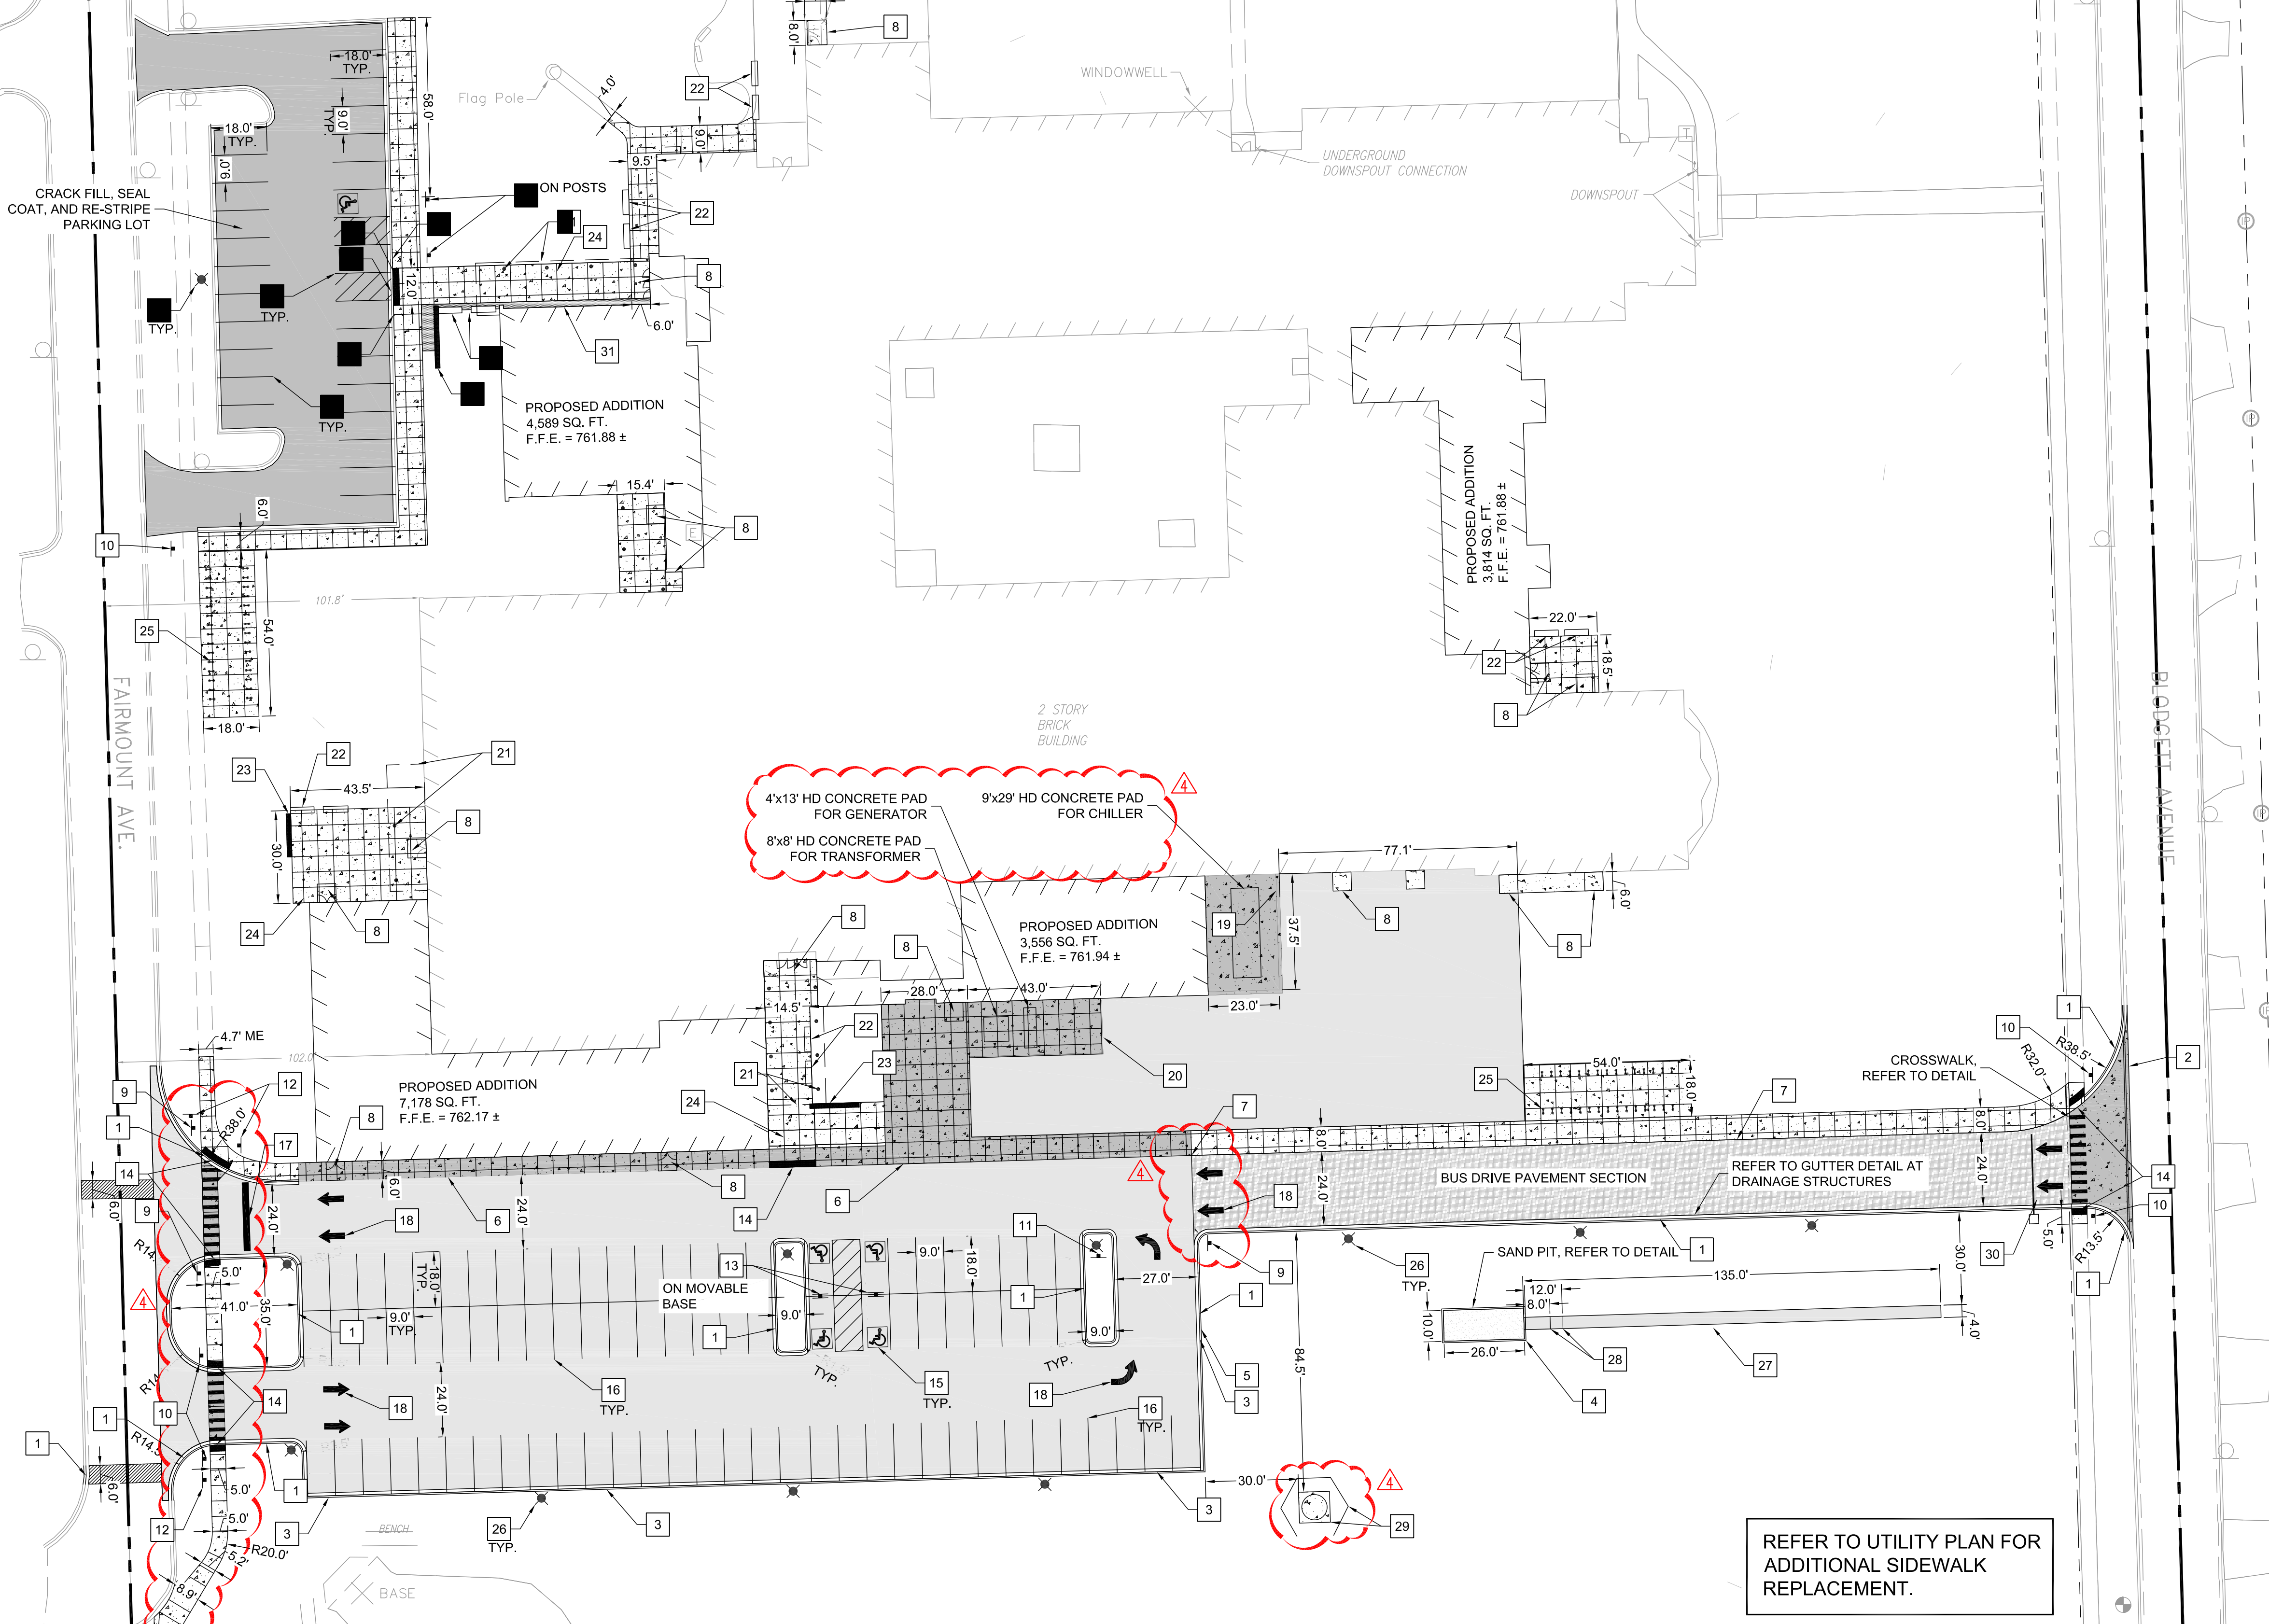 8.0'
8
18.0'
TYP.
58.0'
4.0'
Flag Pole
22
WINDOWWELL
9.0'
TYP.
18.0'
TYP.
9.0'
9.0'
9.5'
UNDERGROUND
DOWNSPOUT CONNECTION
T
DOWNSPOUT
CRACK FILL, SEAL
COAT, AND RE-STRIPE
PARKING LOT
ON POSTS
22
24
8
12.0'
TYP.
TYP.
6.0'
31
TYP.
PROPOSED ADDITION
4,589 SQ. FT.
F.F.E. = 761.88 ±
PROPOSED ADDITION
3,814 SQ. FT.
F.F.E. = 761.88 ±
15.4'
6.0'
8
E
10
101.8'
54.0'
25
18.0'
22.0'
18.5'
22
8
FAIRMOUNT AVE.
BLODGETT AVENUE
2 STORY
BRICK
BUILDING
23
22
21
43.5'
30.0'
8
24
8
4'x13' HD CONCRETE PAD
FOR GENERATOR
9'x29' HD CONCRETE PAD
FOR CHILLER
8'x8' HD CONCRETE PAD
FOR TRANSFORMER
4
77.1'
6.0'
8
8
19
37.5'
23.0'
PROPOSED ADDITION
3,556 SQ. FT.
F.F.E. = 761.94 ±
8
8
28.0'
43.0'
14.5'
22
23
21
24
20
4.7' ME
102.0'
PROPOSED ADDITION
7,178 SQ. FT.
F.F.E. = 762.17 ±
9
12
1
R38.0'
17
8
14
6.0'
9
6.0'
6
24.0'
18
24.0'
14
8
6
7
4
8.0'
24.0'
18
25
54.0'
18.0'
7
8.0'
24.0'
BUS DRIVE PAVEMENT SECTION
REFER TO GUTTER DETAIL AT
DRAINAGE STRUCTURES
CROSSWALK,
REFER TO DETAIL
10
1
R38.5'
R32.0'
2
14
10
5.0'
R13.5'
1
30
R14.
5.0'
41.0'
35.0'
4
1
18.0'
TYP.
9.0'
TYP.
13
ON MOVABLE
BASE
9.0'
1
9.0'
18.0'
11
1
9.0'
27.0'
9
1
5
3
84.5'
26
TYP.
SAND PIT, REFER TO DETAIL
1
135.0'
12.0'
8.0'
10.0'
26.0'
30.0'
4.0'
28
27
4
TYP.
TYP.
15
TYP.
18
16
TYP.
16
TYP.
24.0'
18
R14
10
14
1
1
R14.5
6.0'
5.0'
1
12
5.0'
3
R20.0'
5.2'
8.9'
BENCH
BASE
26
TYP.
3
3
30.0'
4
29
REFER TO UTILITY PLAN FOR
ADDITIONAL SIDEWALK
REPLACEMENT.